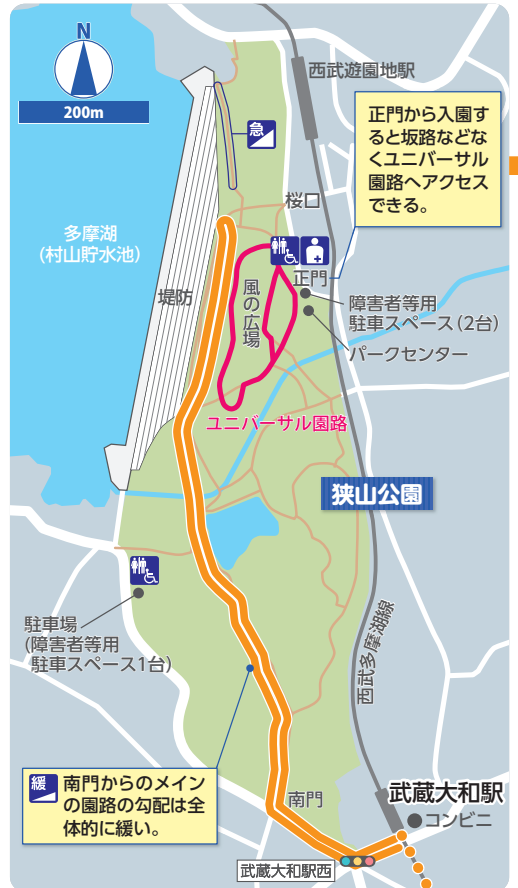 N
200m
西武遊園地駅
急
正門から入園す
ると坂路などな
くユニバーサル
園路へアクセス
できる。
桜口
多摩湖
(村山貯水池)
堤防
風の広場
正門
障害者等用
駐車スペース(2台)
パークセンター
ユニバーサル園路
狭山公園
駐車場
(障害者等用
駐車スペース1台)
西武多摩湖線
緩
南門からのメイン
の園路の勾配は全
体的に緩い。
南門
武蔵大和駅
コンビニ
武蔵大和駅西